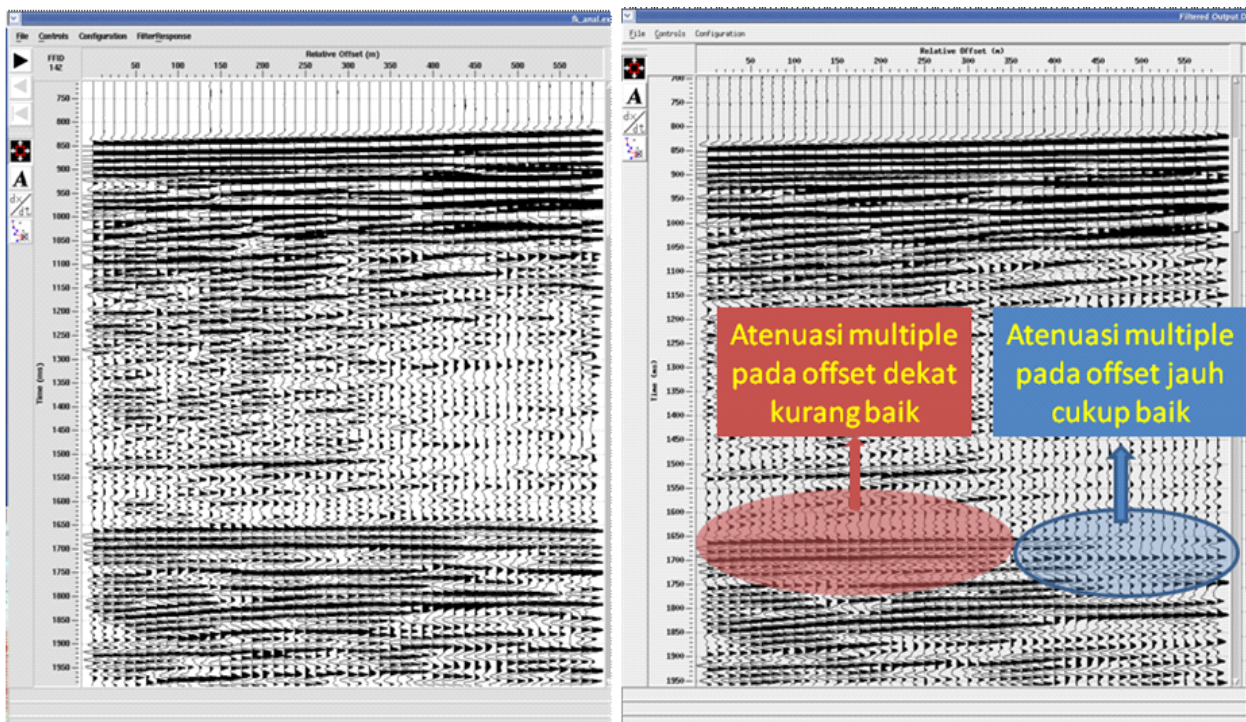 fk_anal.ex
File Controls Configuration FilterResponse
FFID
142
Relative Offset (m)
50 100 150 200 250 300 350 400 450 500 550
750
800
850
900
950
1000
1050
1100
1150
1200
1250
1300
1350
1400
1450
1500
1550
1600
1650
1700
1750
1800
1850
1900
1950
Time (ms)
A
dx/dt
Filtered Output D
File Controls Configuration
Relative Offset (m)
50 100 150 200 250 300 350 400 450 500 550
700
750
800
850
900
950
1000
1050
1100
1150
1350
1400
1450
1500
1550
1600
1650
1700
1750
1800
1850
1900
1950
Time (ms)
A
dx/dt
Atenuasi multiple
pada offset dekat
kurang baik
Atenuasi multiple
pada offset jauh
cukup baik